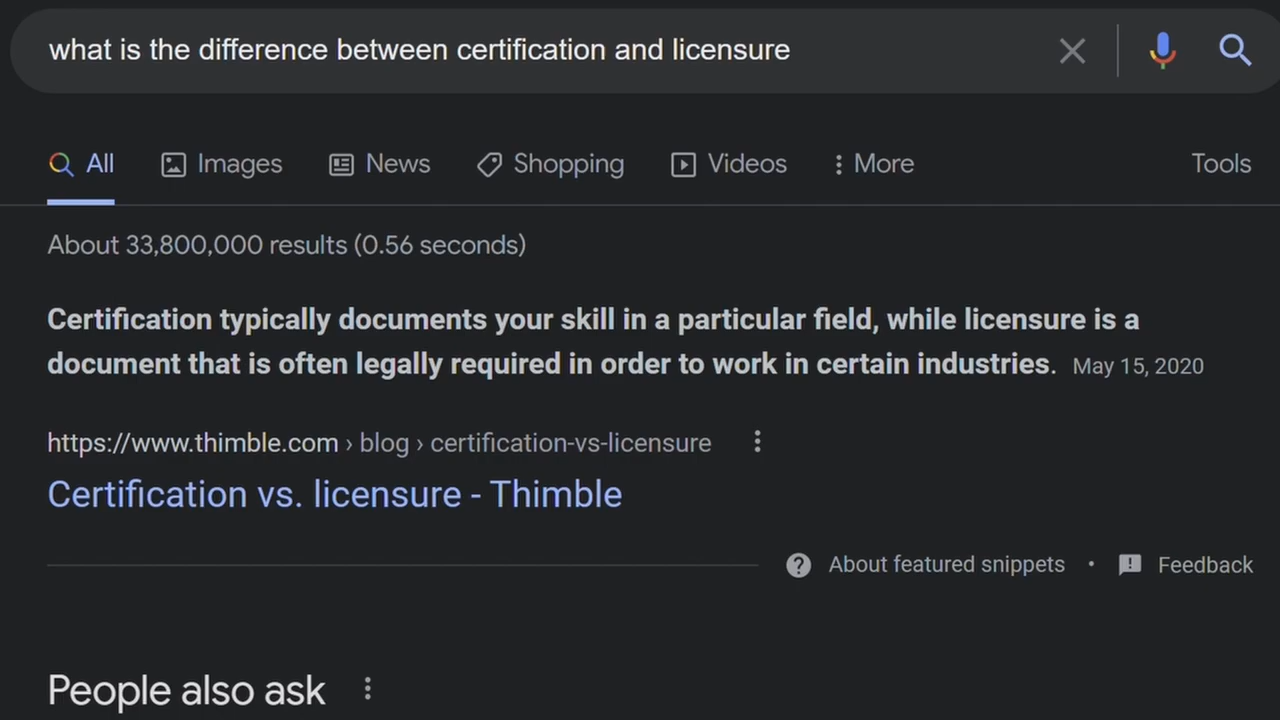 what is the difference between certification and licensure
All Images News Shopping Videos More Tools
About 33,800,000 results (0.56 seconds)
Certification typically documents your skill in a particular field, while licensure is a
document that is often legally required in order to work in certain industries. May 15, 2020
https://www.thimble.com › blog › certification-vs-licensure
Certification vs. licensure - Thimble
About featured snippets • Feedback
People also ask